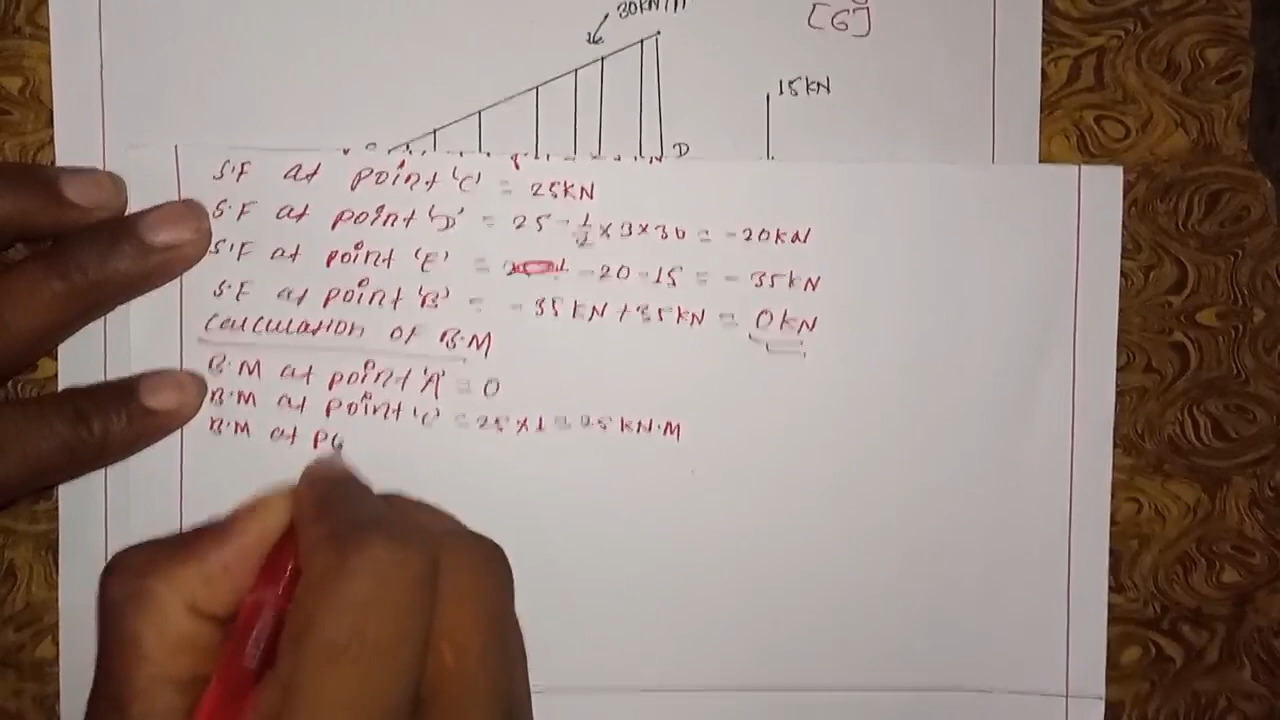 30KN/M
[6]
15KN
D
S.F at point 'C' = 25KN
S.F at point 'D' = 25 - 1/2 x 3 x 30 = -20KN
S.F at point 'E' = -20 - 15 = -35KN
S.F at point 'B' = -35KN + 35KN = 0KN
Calculation of B.M
B.M at point 'A' = 0
B.M at point 'C' = 25 x 1 = 25 KN.M
B.M at Po